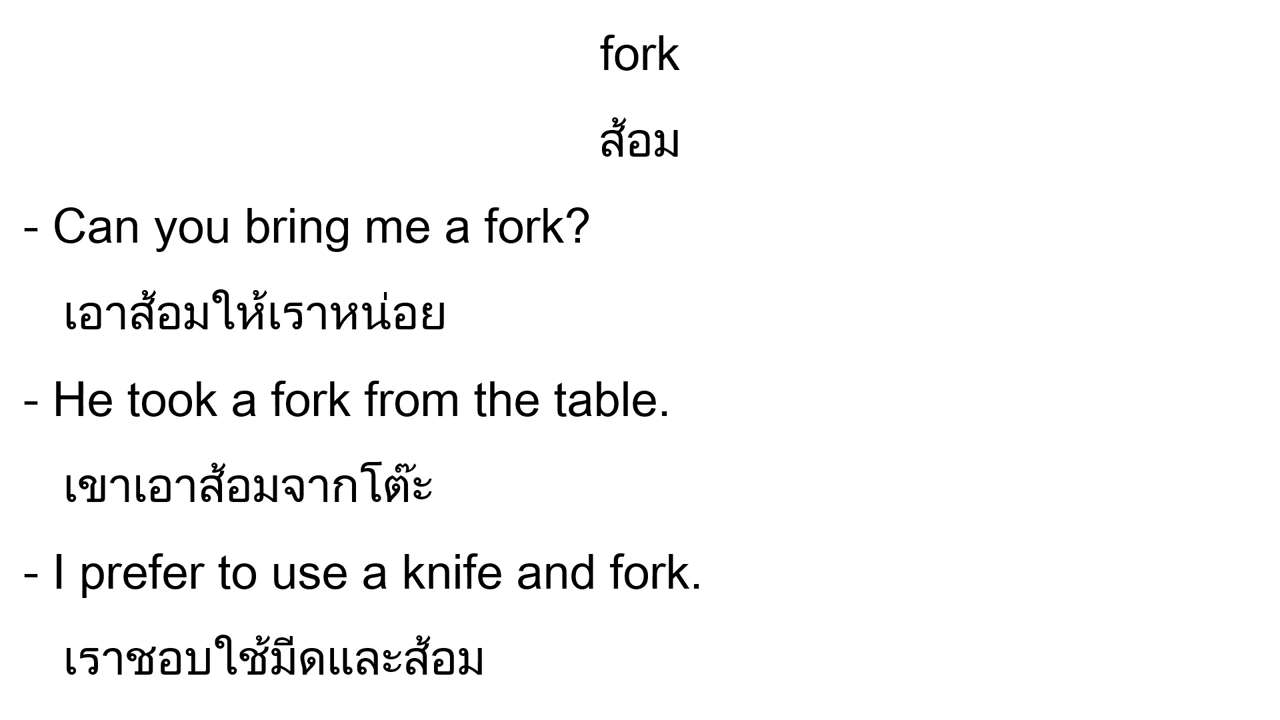 fork
ส้อม
- Can you bring me a fork?
เอาส้อมให้เราหน่อย
- He took a fork from the table.
เขาเอาส้อมจากโต๊ะ
- I prefer to use a knife and fork.
เราชอบใช้มีดและส้อม